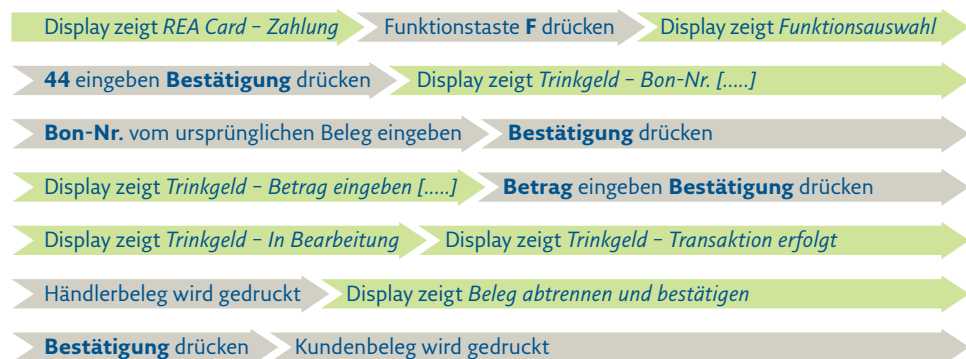 Display zeigt REA Card – Zahlung Funktionstaste F drücken Display zeigt Funktionsauswahl
44 eingeben Bestätigung drücken Display zeigt Trinkgeld – Bon-Nr. [.....]
Bon-Nr. vom ursprünglichen Beleg eingeben Bestätigung drücken
Display zeigt Trinkgeld – Betrag eingeben [.....] Betrag eingeben Bestätigung drücken
Display zeigt Trinkgeld – In Bearbeitung Display zeigt Trinkgeld – Transaktion erfolgt
Händlerbeleg wird gedruckt Display zeigt Beleg abtrennen und bestätigen
Bestätigung drücken Kundenbeleg wird gedruckt